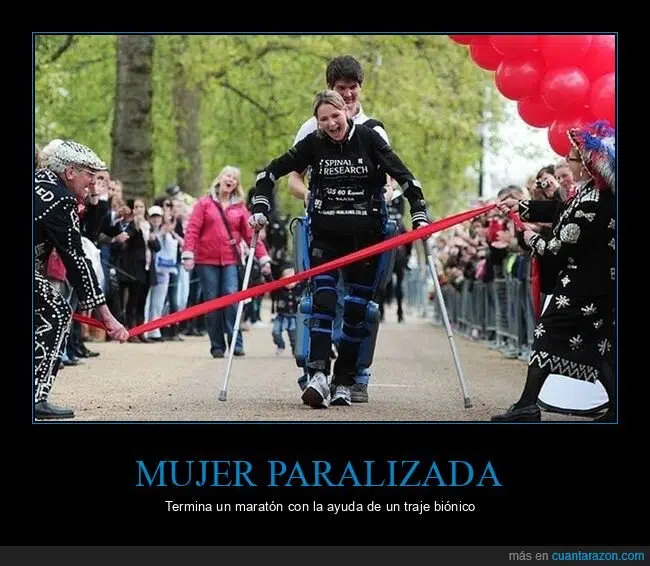 SPINAL
RESEARCH
MUJER PARALIZADA
Termina un maratón con la ayuda de un traje biónico
más en cuantarazon.com